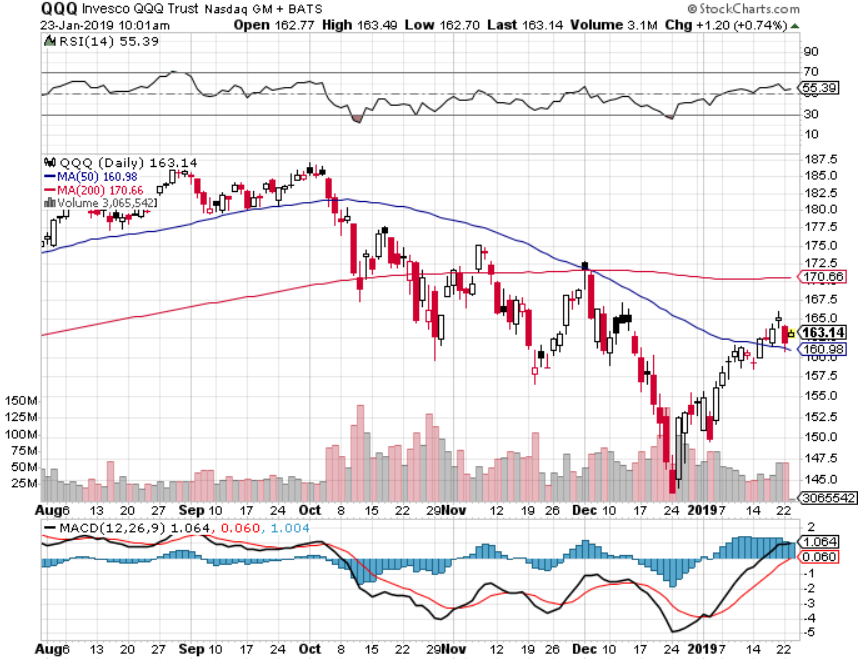 QQQ Invesco QQQ Trust Nasdaq GM + BATS © StockCharts.com
23-Jan-2019 10:01am Open 162.77 High 163.49 Low 162.70 Last 163.14 Volume 3.1M Chg +1.20 (+0.74%)
RSI(14) 55.39
90
70
55.39
30
10
QQQ (Daily) 163.14
MA(50) 160.98
MA(200) 170.66
Volume 3,065,542
187.5
185.0
182.5
180.0
177.5
175.0
172.5
170.66
167.5
165.0
163.14
160.98
157.5
155.0
152.5
150.0
147.5
145.0
3065542
150M
125M
100M
75M
50M
25M
Aug6 13 20 27 Sep 10 17 24 Oct 8 15 22 29Nov 12 19 26 Dec 10 17 24 2019 7 14 22
MACD(12,26,9) 1.064, 0.060, 1.004
2
1.064
0.060
-1
-2
-3
-4
-5
Aug6 13 20 27 Sep 10 17 24 Oct 8 15 22 29Nov 12 19 26 Dec 10 17 24 2019 7 14 22